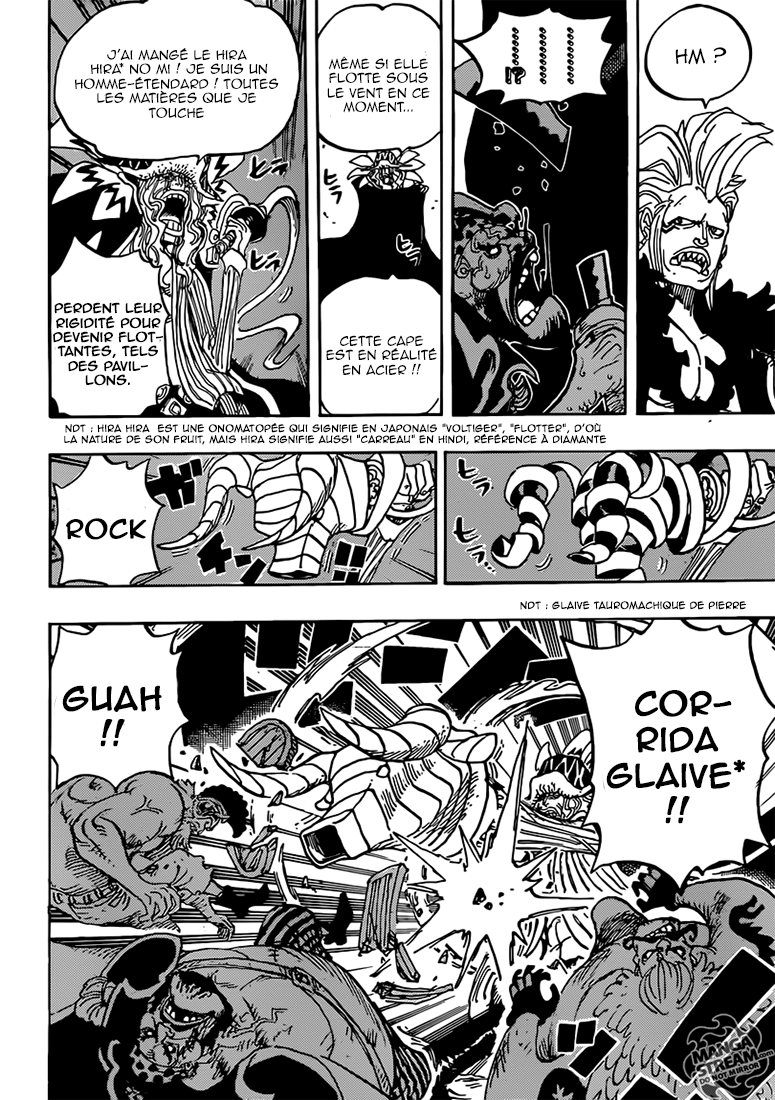 HM ?
!?
MÊME SI ELLE
FLOTTE SOUS
LE VENT EN CE
MOMENT...
CETTE CAPE
EST EN RÉALITÉ
EN ACIER !!
J'AI MANGÉ LE HIRA
HIRA* NO MI ! JE SUIS UN
HOMME-ÉTENDARD ! TOUTES
LES MATIÈRES QUE JE
TOUCHE
PERDENT LEUR
RIGIDITÉ POUR
DEVENIR FLOT-
TANTES, TELS
DES PAVIL-
LONS.
NDT : HIRA HIRA EST UNE ONOMATOPÉE QUI SIGNIFIE EN JAPONAIS "VOLTIGER", "FLOTTER", D'OÙ
LA NATURE DE SON FRUIT, MAIS HIRA SIGNIFIE AUSSI "CARREAU" EN HINDI, RÉFÉRENCE À DIAMANTE
ROCK
NDT : GLAIVE TAUROMACHIQUE DE PIERRE
COR-
RIDA
GLAIVE*
!!
GUAH
!!
MANGA
STREAM.com
DO NOT MIRROR